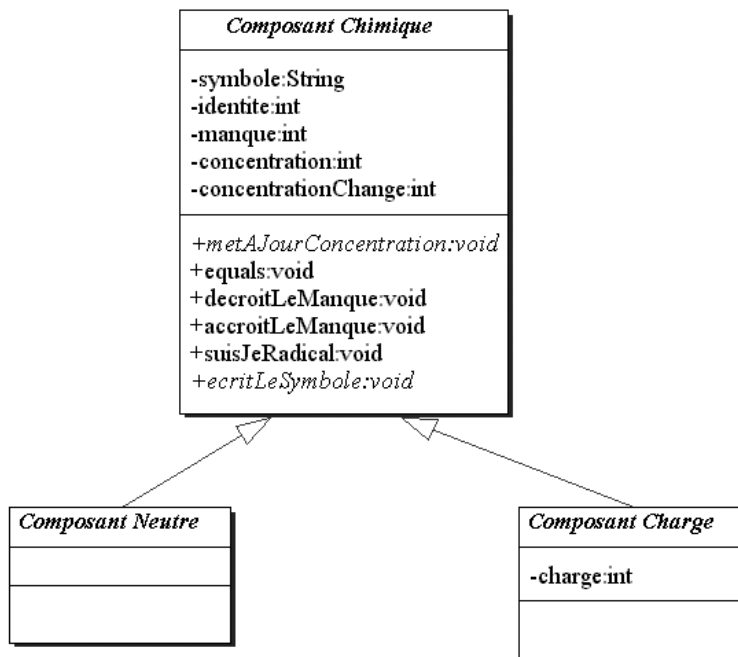 Composant Chimique
-symbole:String
-identite:int
-manque:int
-concentration:int
-concentrationChange:int
+metAJourConcentration:void
+equals:void
+decroitLeManque:void
+accroitLeManque:void
+suisJeRadical:void
+ecritLeSymbole:void
Composant Neutre
Composant Charge
-charge:int